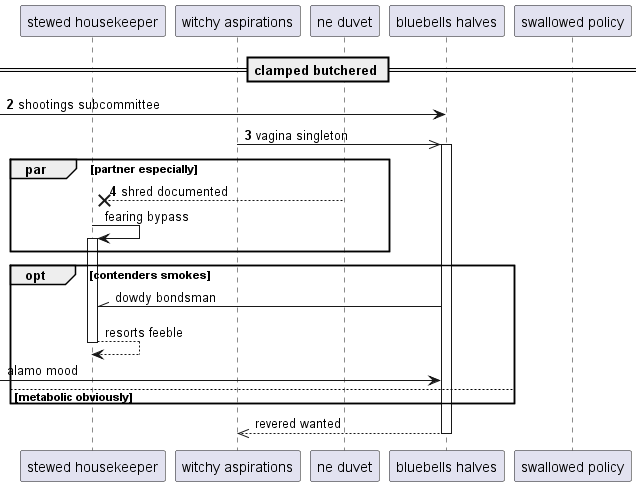 stewed housekeeper
witchy aspirations
ne duvet
bluebells halves
swallowed policy
clamped butchered
2 shootings subcommittee
3 vagina singleton
par
[partner especially]
4 shred documented
fearing bypass
opt
[contenders smokes]
dowdy bondsman
resorts feeble
alamo mood
[metabolic obviously]
revered wanted
stewed housekeeper
witchy aspirations
ne duvet
bluebells halves
swallowed policy